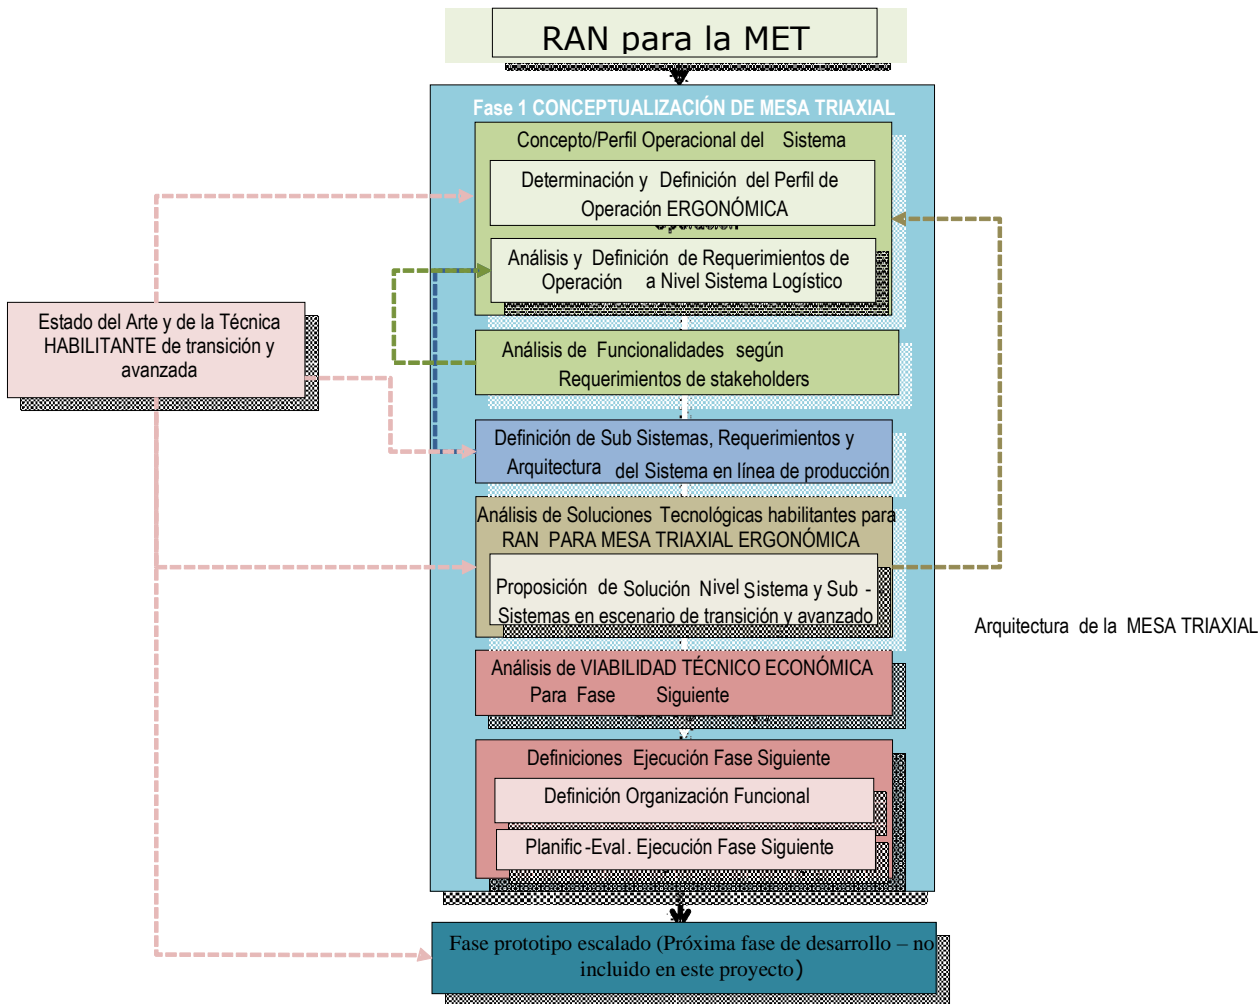 RAN para la MET
Fase 1 CONCEPTUALIZACIÓN DE MESA TRIAXIAL
Concepto/Perfil Operacional del Sistema
Determinación y Definición del Perfil de
Operación ERGONÓMICA
Análisis y Definición de Requerimientos de
Operación a Nivel Sistema Logístico
Estado del Arte y de la Técnica
HABILITANTE de transición y
avanzada
Análisis de Funcionalidades según
Requerimientos de stakeholders
Definición de Sub Sistemas, Requerimientos y
Arquitectura del Sistema en línea de producción
Análisis de Soluciones Tecnológicas habilitantes para
RAN PARA MESA TRIAXIAL ERGONÓMICA
Proposición de Solución Nivel Sistema y Sub -
Sistemas en escenario de transición y avanzado
Arquitectura de la MESA TRIAXIAL
Análisis de VIABILIDAD TÉCNICO ECONÓMICA
Para Fase Siguiente
Definiciones Ejecución Fase Siguiente
Definición Organización Funcional
Planific -Eval. Ejecución Fase Siguiente
Fase prototipo escalado (Próxima fase de desarrollo – no
incluido en este proyecto)